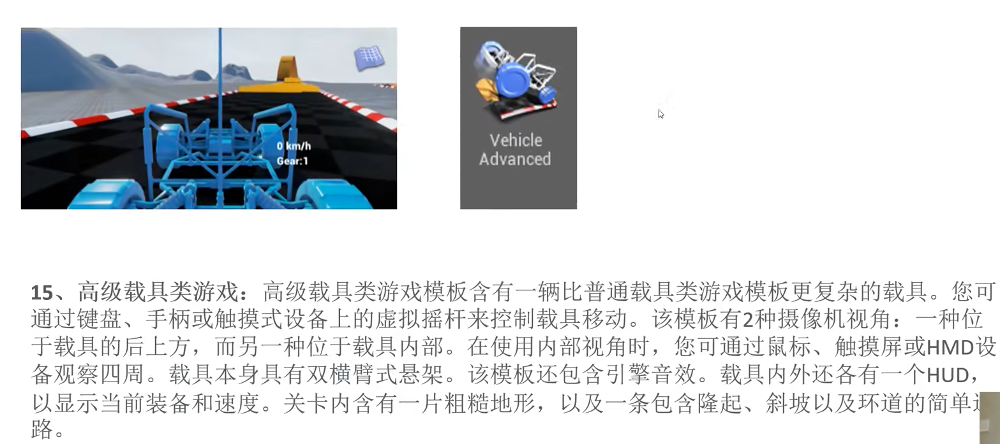 0 km/h
Gear:1
Vehicle
Advanced
15、高级载具类游戏：高级载具类游戏模板含有一辆比普通载具类游戏模板更复杂的载具。您可
通过键盘、手柄或触摸式设备上的虚拟摇杆来控制载具移动。该模板有2种摄像机视角：一种位
于载具的后上方，而另一种位于载具内部。在使用内部视角时，您可通过鼠标、触摸屏或HMD设
备观察四周。载具本身具有双横臂式悬架。该模板还包含引擎音效。载具内外还各有一个HUD，
以显示当前装备和速度。关卡内含有一片粗糙地形，以及一条包含隆起、斜坡以及环道的简单
路。